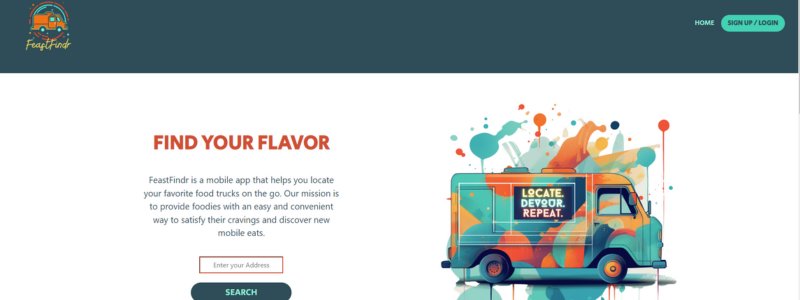 FeastFindr
HOME
SIGN UP / LOGIN
FIND YOUR FLAVOR
FeastFindr is a mobile app that helps you locate
your favorite food trucks on the go. Our mission is
to provide foodies with an easy and convenient
way to satisfy their cravings and discover new
mobile eats.
Enter your Address
SEARCH
LOCATE.
DEVOUR.
REPEAT.